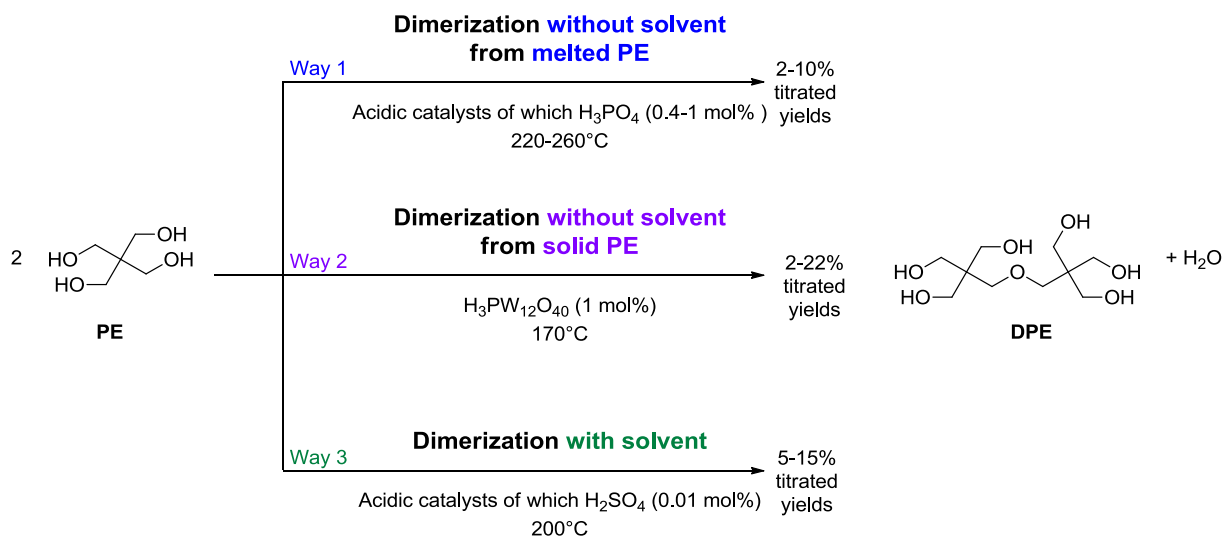 Dimerization without solvent
from melted PE
Way 1
Acidic catalysts of which H₃PO₄ (0.4-1 mol% )
220-260°C
2-10%
titrated
yields
2
OH
HO
OH
HO
PE
Dimerization without solvent
from solid PE
Way 2
H₃PW₁₂O₄₀ (1 mol%)
170°C
2-22%
titrated
yields
OH
OH
HO
O
OH
HO
OH
DPE
+ H₂O
Dimerization with solvent
Way 3
Acidic catalysts of which H₂SO₄ (0.01 mol%)
200°C
5-15%
titrated
yields